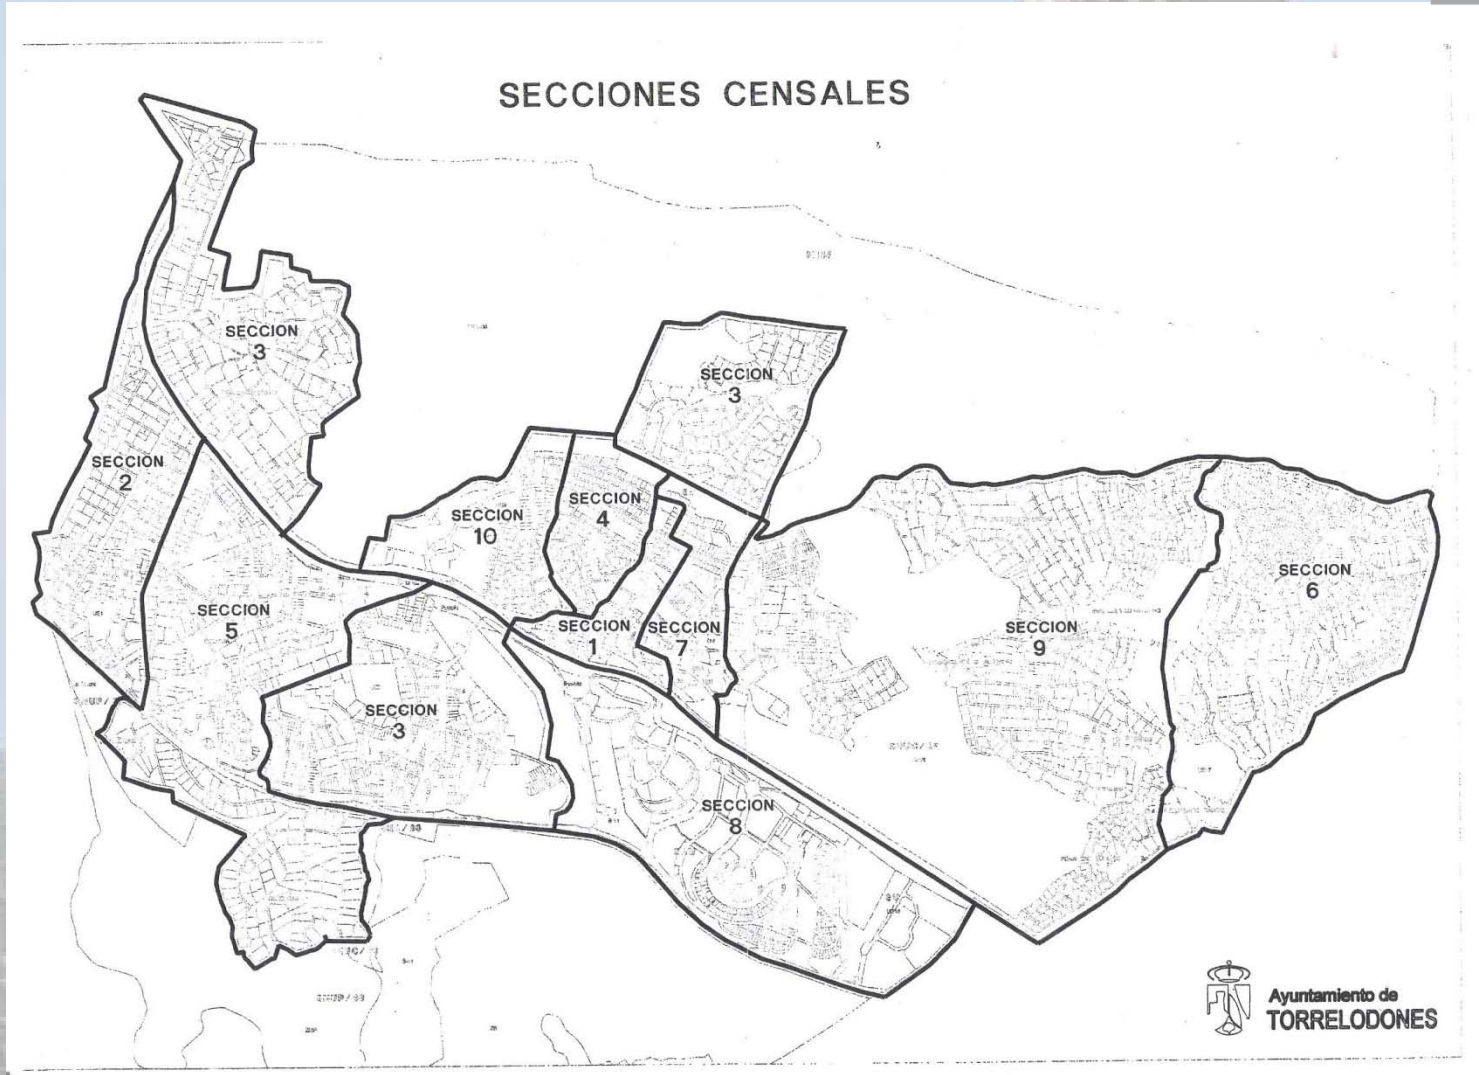 SECCIONES CENSALES
SECCION
3
SECCION
3
SECCION
2
SECCION
10
SECCION
4
SECCION
5
SECCION
1
SECCION
7
SECCION
9
SECCION
6
SECCION
3
SECCION
8
Ayuntamiento de
TORRELODONES